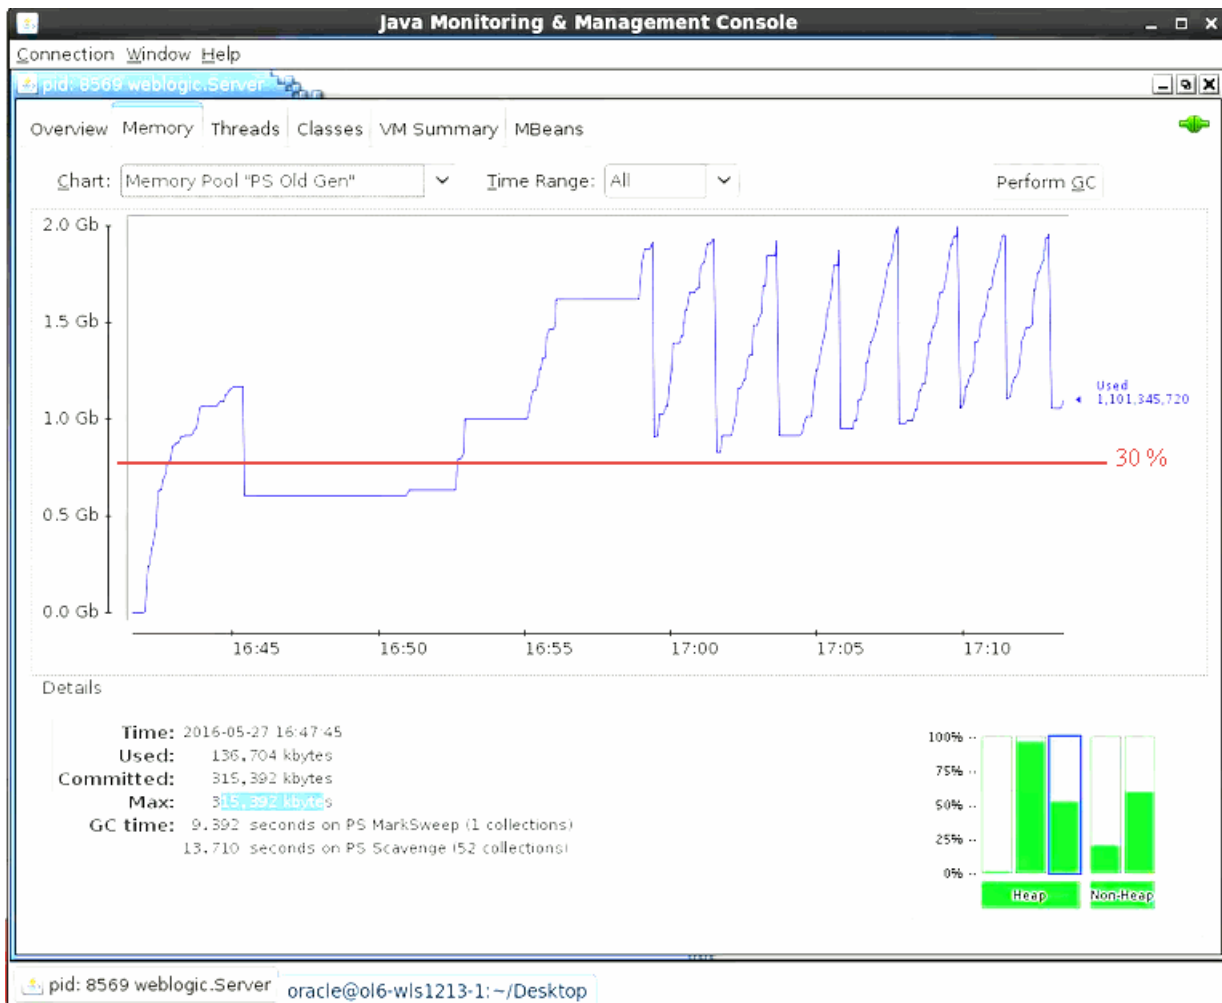 Java Monitoring & Management Console
Connection Window Help
pid: 8569 weblogic.Server
Overview Memory Threads Classes VM Summary MBeans
Chart: Memory Pool "PS Old Gen" Time Range: All Perform GC
2.0 Gb
1.5 Gb
1.0 Gb
0.5 Gb
0.0 Gb
Used
1,101,345,720
30 %
16:45 16:50 16:55 17:00 17:05 17:10
Details
Time: 2016-05-27 16:47:45
Used: 136,704 kbytes
Committed: 315,392 kbytes
Max: 315,392 kbytes
GC time: 9.392 seconds on PS MarkSweep (1 collections)
13.710 seconds on PS Scavenge (52 collections)
100% --
75% --
50% --
25% --
0% --
Heap Non-Heap
pid: 8569 weblogic.Server oracle@ol6-wls1213-1:~/Desktop